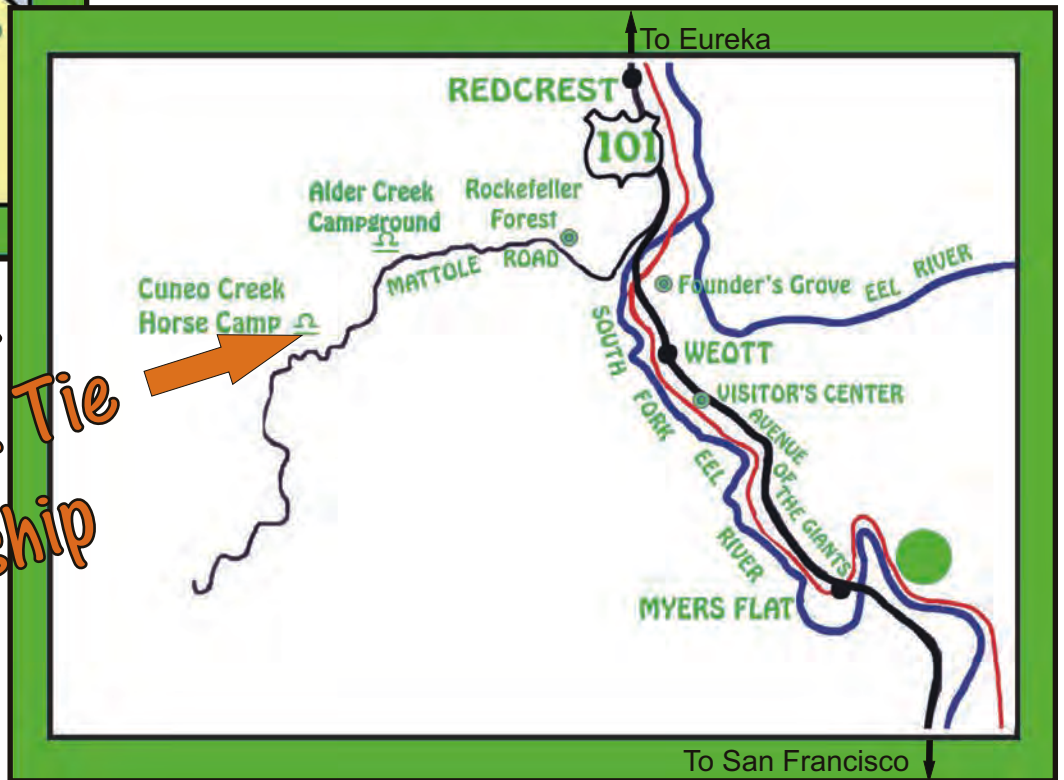 To Eureka
REDCREST
101
Alder Creek
Campground
Rockefeller
Forest
MATTOLE ROAD
Cuneo Creek
Horse Camp
Founder's Grove
EEL RIVER
SOUTH FORK EEL RIVER
WEOTT
VISITOR'S CENTER
AVENUE OF THE GIANTS
MYERS FLAT
Tie
To San Francisco